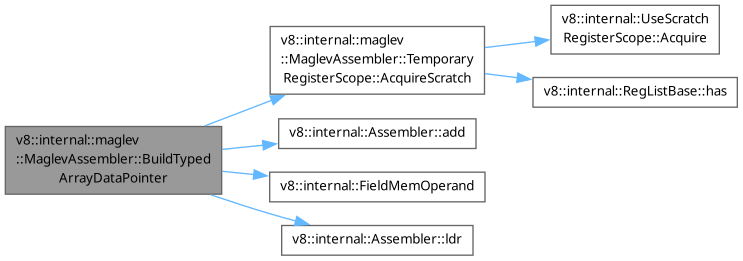 v8::internal::maglev
::MaglevAssembler::BuildTyped
ArrayDataPointer
v8::internal::maglev
::MaglevAssembler::Temporary
RegisterScope::AcquireScratch
v8::internal::UseScratch
RegisterScope::Acquire
v8::internal::RegListBase::has
v8::internal::Assembler::add
v8::internal::FieldMemOperand
v8::internal::Assembler::ldr